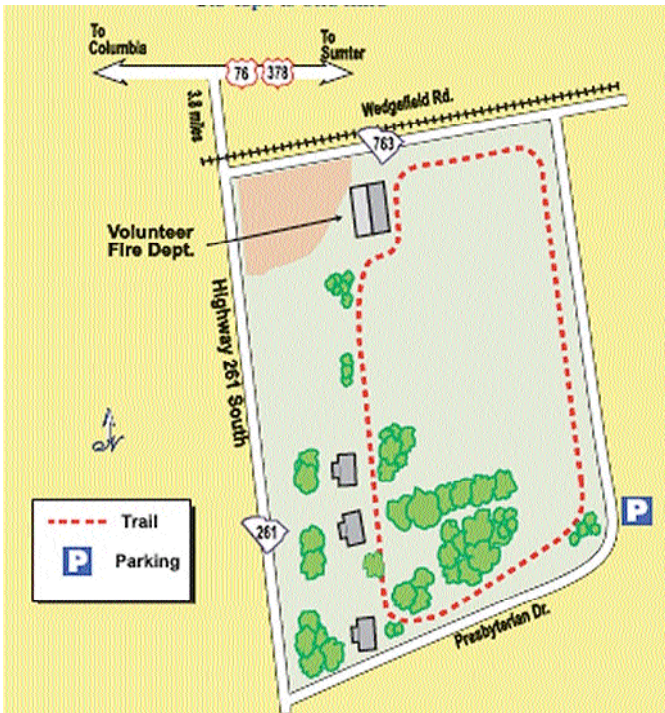 To
Columbia
76
378
To
Sumter
3.8 miles
Wedgefield Rd.
763
Volunteer
Fire Dept.
Highway 261 South
N
261
Trail
P
Parking
P
Presbyterian Dr.